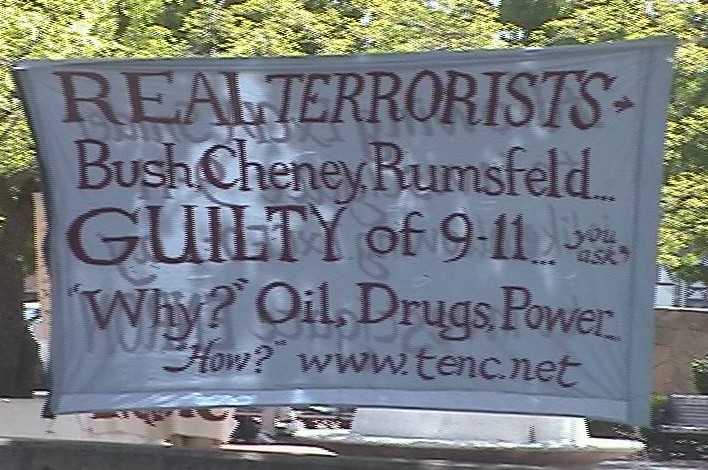 REAL TERRORISTS→
Bush, Cheney, Rumsfeld...
GUILTY of 9-11... you ask?
"Why?" Oil, Drugs, Power...
"How?" www.tenc.net